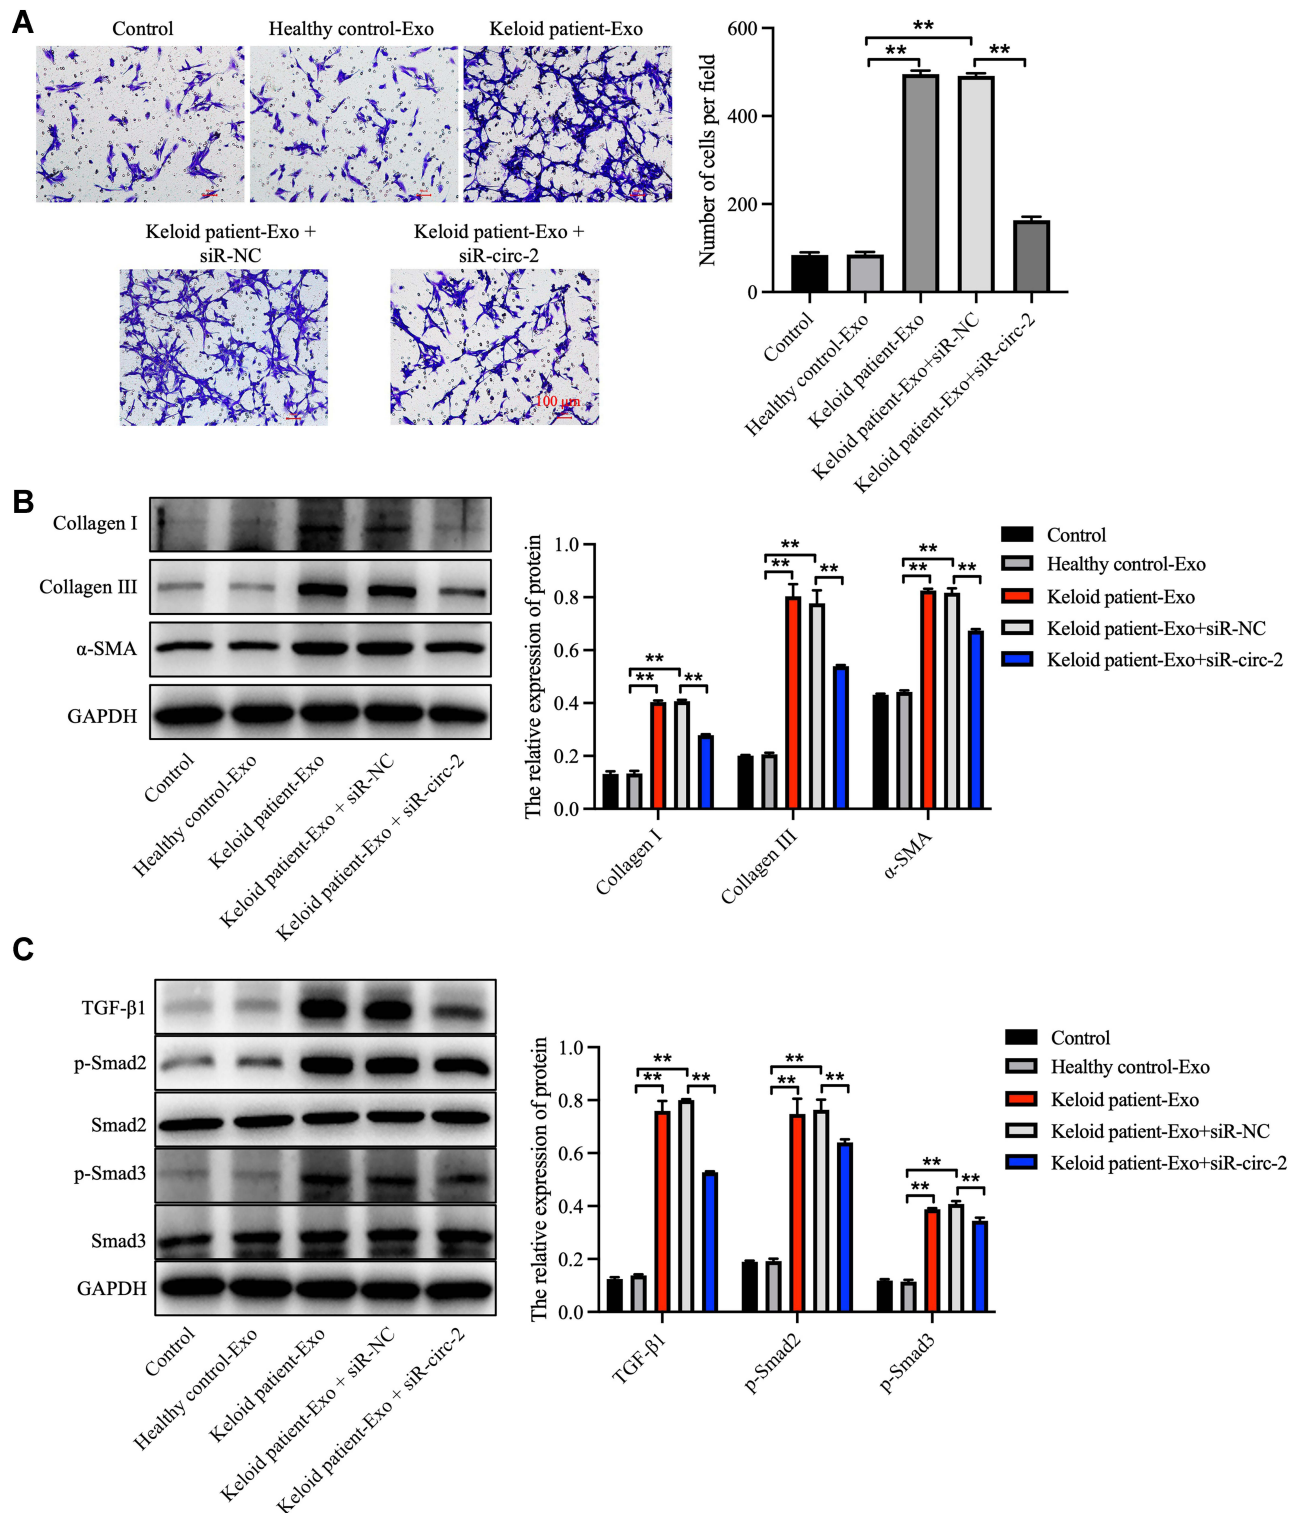 A
Control
Healthy control-Exo
Keloid patient-Exo
Keloid patient-Exo +
siR-NC
Keloid patient-Exo +
siR-circ-2
100 μm
Number of cells per field
600
400
200
0
** ** **
Control
Healthy control-Exo
Keloid patient-Exo
Keloid patient-Exo+siR-NC
Keloid patient-Exo+siR-circ-2
B
Collagen I
Collagen III
α-SMA
GAPDH
Control
Healthy control-Exo
Keloid patient-Exo
Keloid patient-Exo + siR-NC
Keloid patient-Exo + siR-circ-2
The relative expression of protein
1.0
0.8
0.6
0.4
0.2
0.0
** ** **
** ** **
** ** **
Collagen I
Collagen III
α-SMA
Control
Healthy control-Exo
Keloid patient-Exo
Keloid patient-Exo+siR-NC
Keloid patient-Exo+siR-circ-2
C
TGF-β1
p-Smad2
Smad2
p-Smad3
Smad3
GAPDH
Control
Healthy control-Exo
Keloid patient-Exo
Keloid patient-Exo + siR-NC
Keloid patient-Exo + siR-circ-2
The relative expression of protein
1.0
0.8
0.6
0.4
0.2
0.0
** ** **
** ** **
** ** **
TGF-β1
p-Smad2
p-Smad3
Control
Healthy control-Exo
Keloid patient-Exo
Keloid patient-Exo+siR-NC
Keloid patient-Exo+siR-circ-2